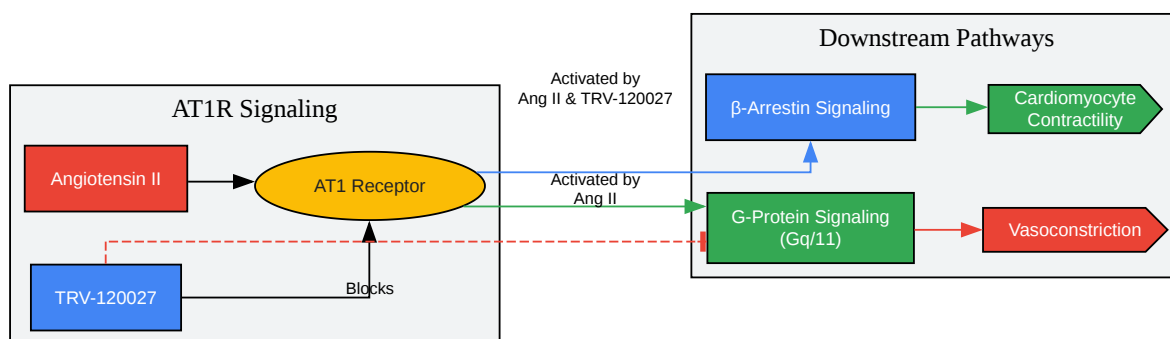 AT1R Signaling
Angiotensin II
AT1 Receptor
TRV-120027
Blocks
Activated by
Ang II & TRV-120027
Activated by
Ang II
Downstream Pathways
β-Arrestin Signaling
Cardiomyocyte
Contractility
G-Protein Signaling
(Gq/11)
Vasoconstriction